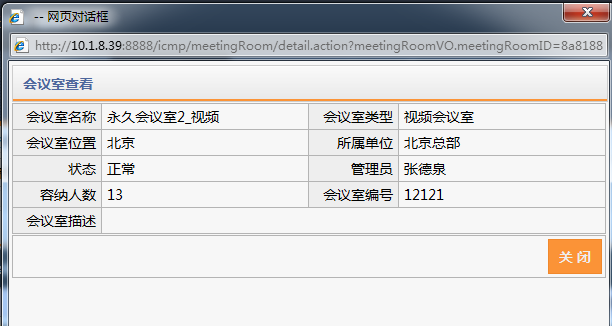 -- 网页对话框
http://10.1.8.39:8888/icmp/meetingRoom/detail.action?meetingRoomVO.meetingRoomID=8a8188
会议室查看
会议室名称 永久会议室2_视频 会议室类型 视频会议室
会议室位置 北京 所属单位 北京总部
状态 正常 管理员 张德泉
容纳人数 13 会议室编号 12121
会议室描述
关 闭